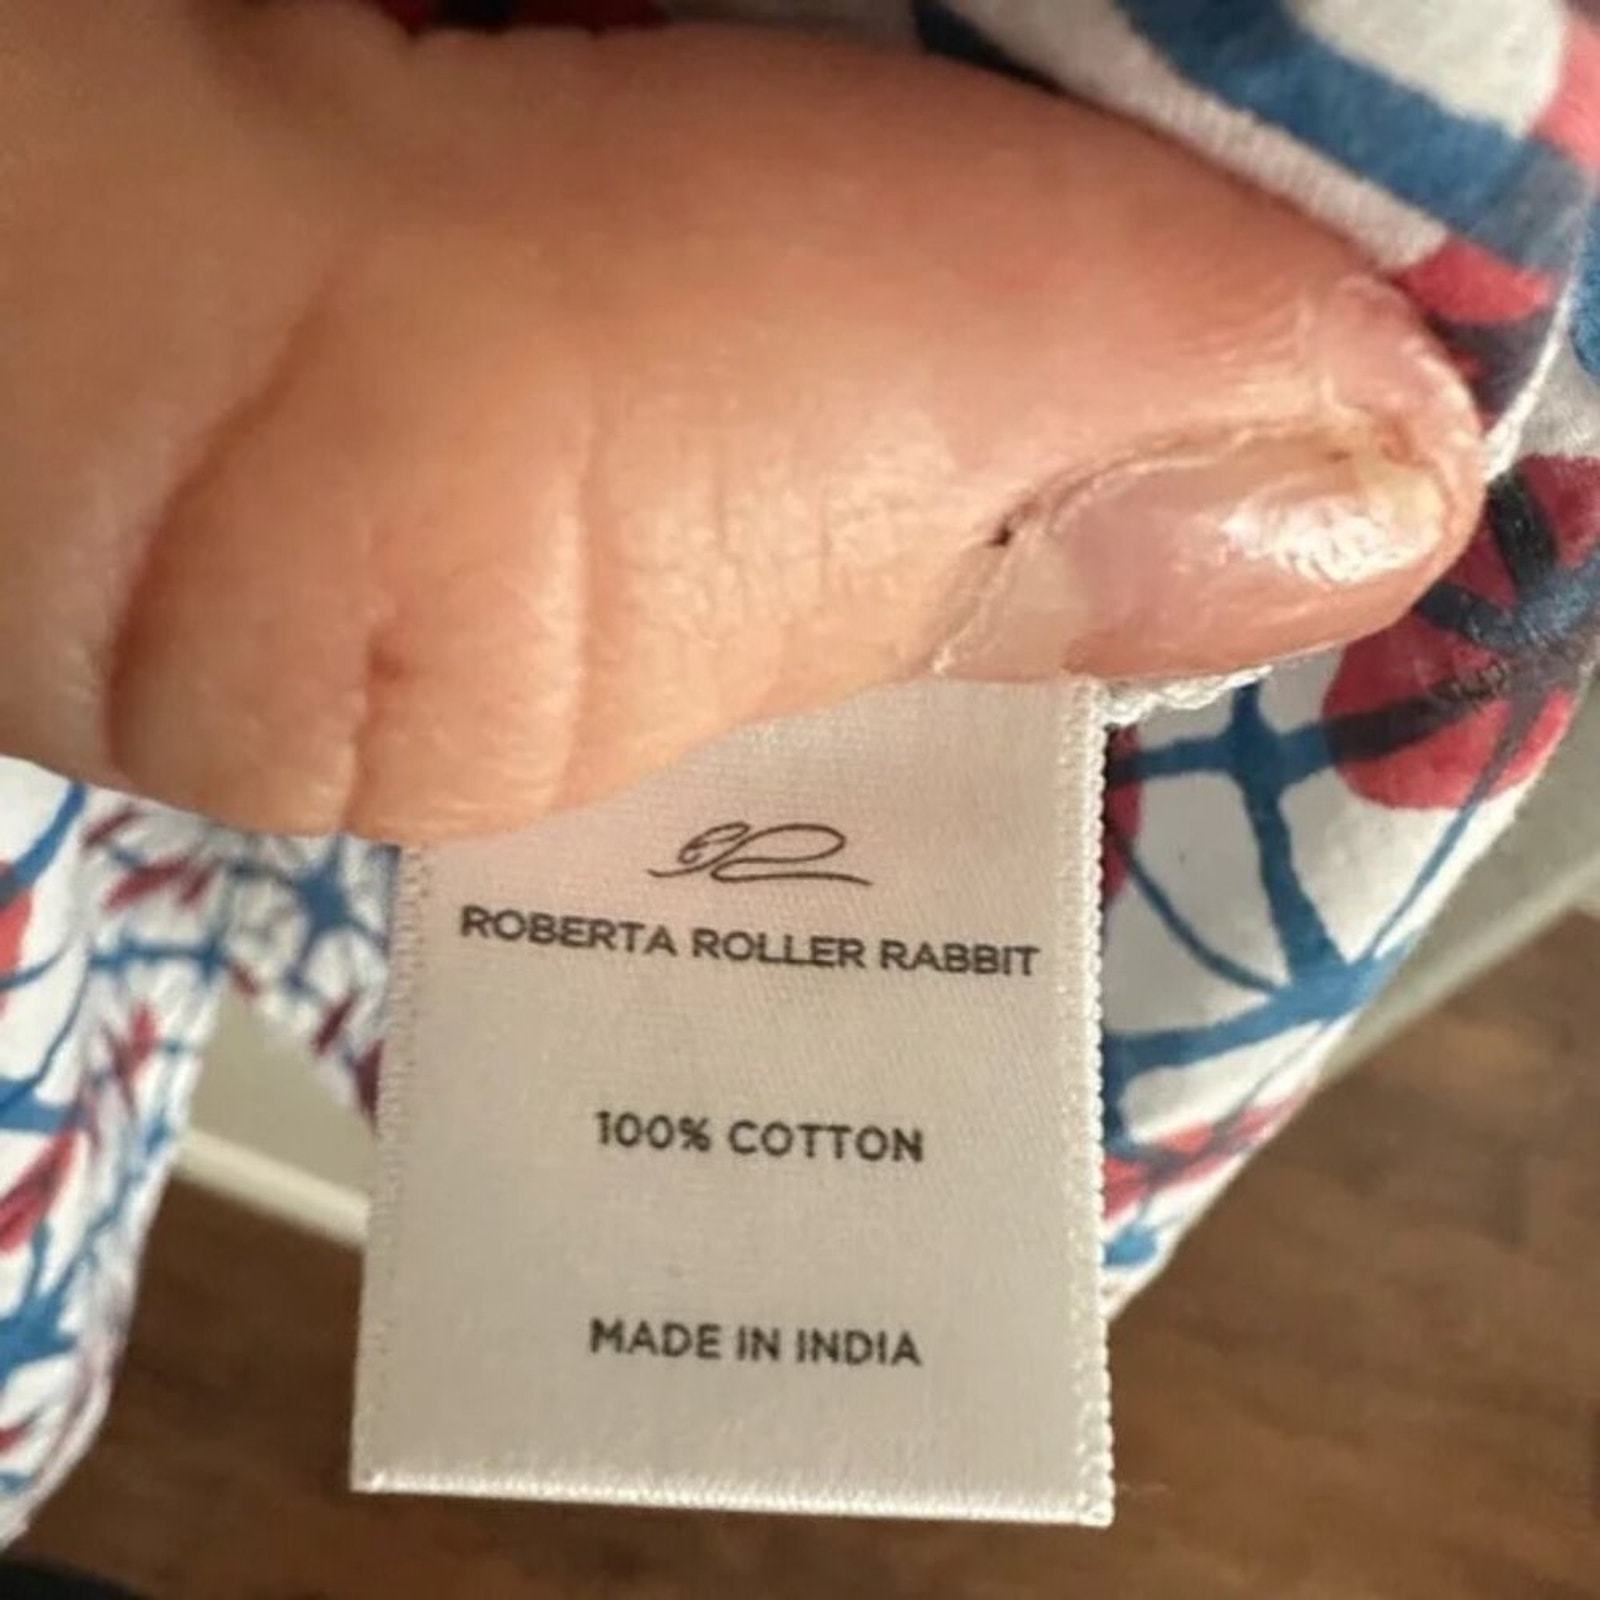 ROBERTA ROLLER RABBIT
100% COTTON
MADE IN INDIA